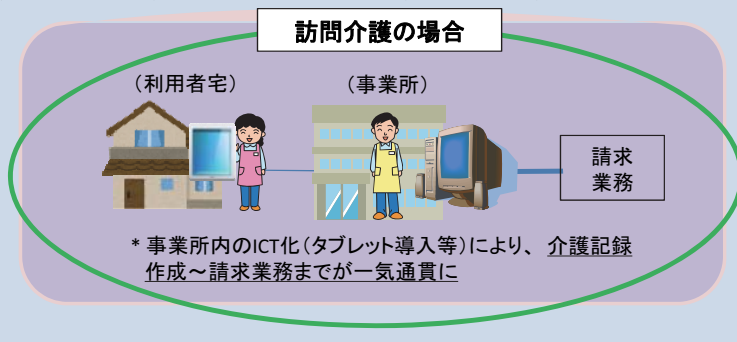 訪問介護の場合
（利用者宅）
（事業所）
請求
業務
* 事業所内のICT化（タブレット導入等）により、 介護記録
作成～請求業務までが一気通貫に